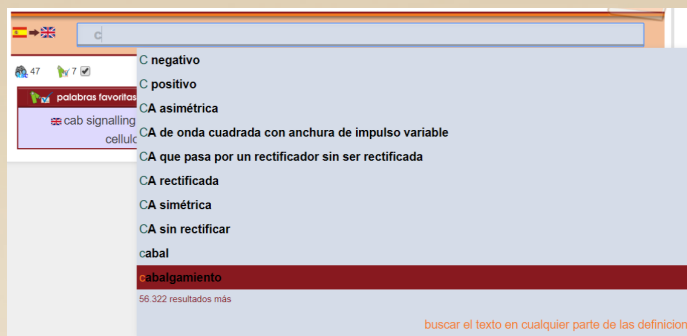 c
47 7
palabras favoritas
cab signalling
C negativo
C positivo
CA asimétrica
CA de onda cuadrada con anchura de impulso variable
CA que pasa por un rectificador sin ser rectificada
CA rectificada
CA simétrica
CA sin rectificar
cabal
cabalgamiento
56.322 resultados más
buscar el texto en cualquier parte de las definicion